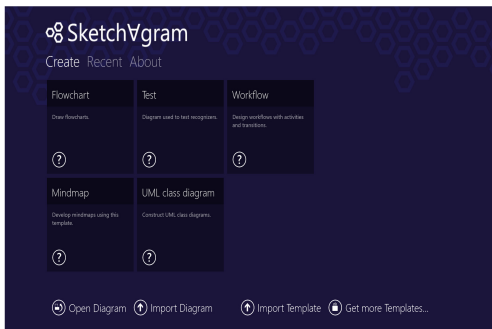 Sketch∀gram
Create Recent About
Flowchart
Draw flowcharts.
Test
Diagram used to test recognizers.
Workflow
Design workflows with activities
and transitions.
Mindmap
Develop mindmaps using this
template.
UML class diagram
Construct UML class diagrams.
Open Diagram Import Diagram Import Template Get more Templates...